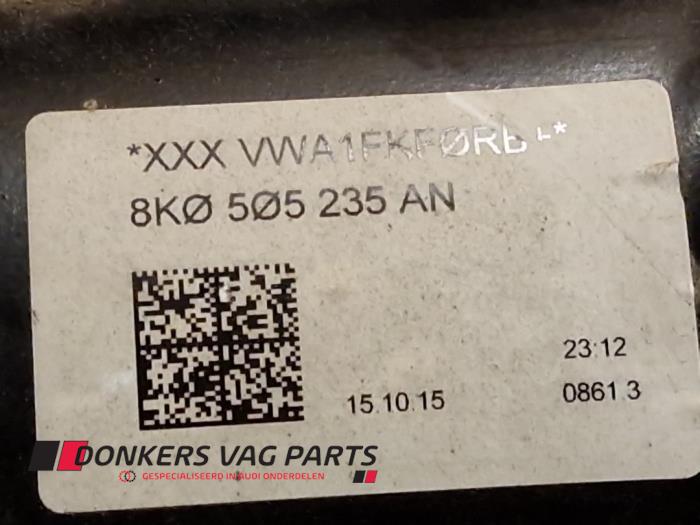 *XXX VWA1FKFØRB L*
8KØ 5Ø5 235 AN
23:12
15.10.15
0861 3
DONKERS VAG PARTS
GESPECIALISEERD IN AUDI ONDERDELEN